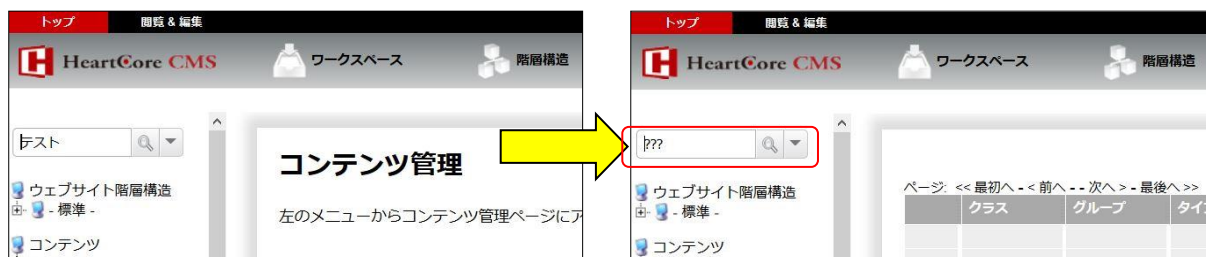 トップ 閲覧 & 編集
HeartCore CMS ワークスペース 階層構造
テスト
コンテンツ管理
ウェブサイト階層構造
- 標準 -
左のメニューからコンテンツ管理ページにア
コンテンツ
トップ 閲覧 & 編集
HeartCore CMS ワークスペース 階層構造
???
ページ: << 最初へ - < 前へ - - 次へ > - 最後へ >>
ウェブサイト階層構造
- 標準 -
クラス グループ タイ
コンテンツ